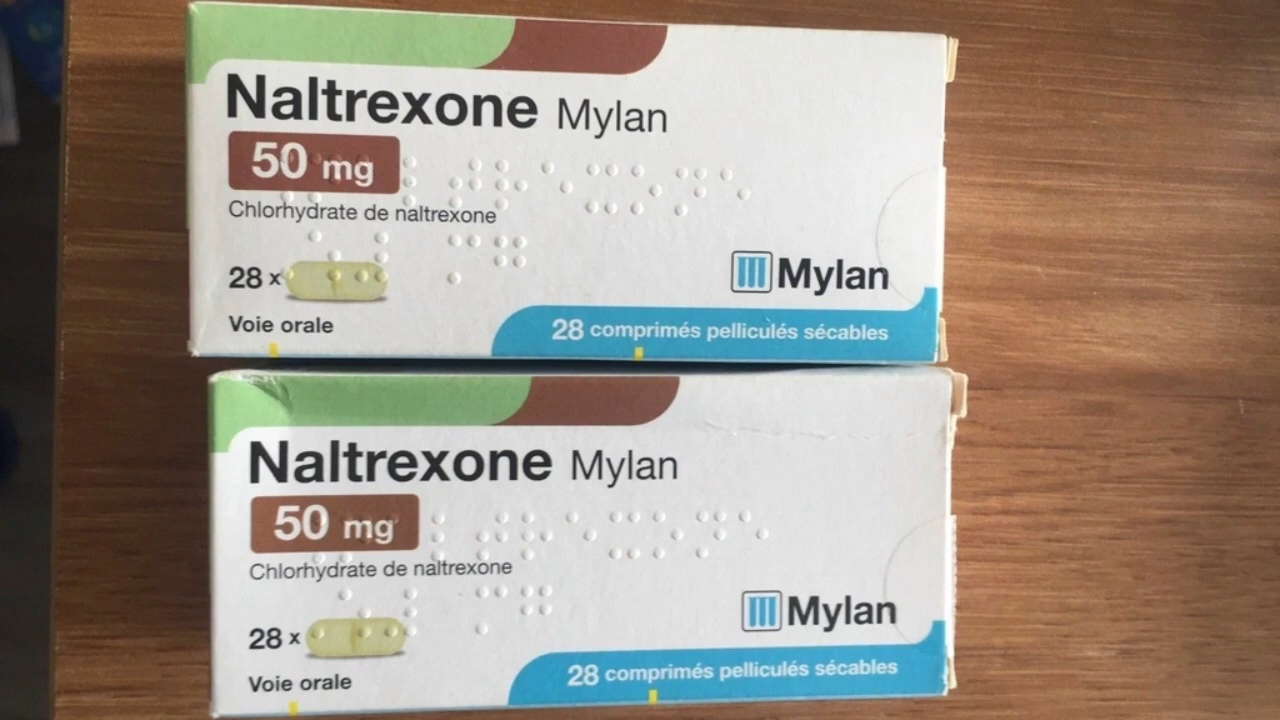 Naltrexone Mylan
50 mg
Chlorhydrate de naltrexone
28 x
Mylan
Voie orale
28 comprimés pelliculés sécables
Naltrexone Mylan
50 mg
Chlorhydrate de naltrexone
28 x
Mylan
Voie orale
28 comprimés pelliculés sécables